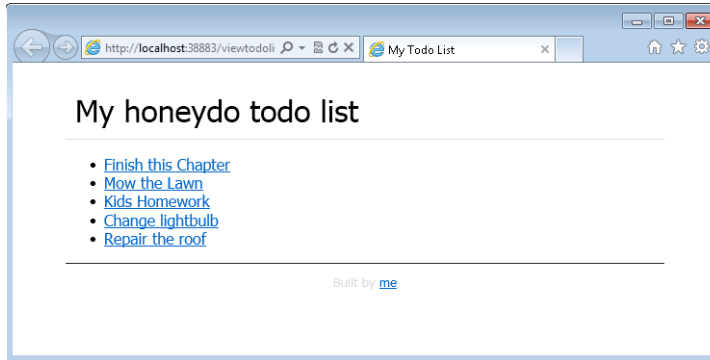 http://localhost:38883/viewtodoli
My Todo List
My honeydo todo list
Finish this Chapter
Mow the Lawn
Kids Homework
Change lightbulb
Repair the roof
Built by me